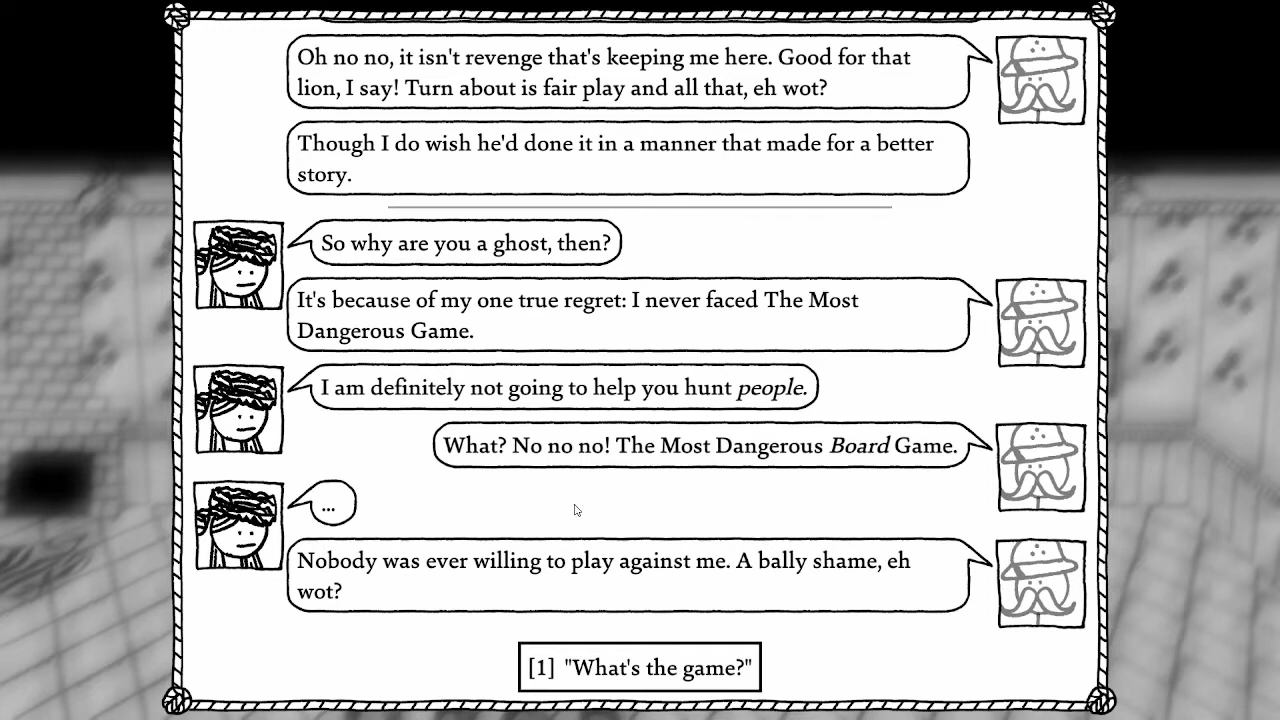 Oh no no, it isn't revenge that's keeping me here. Good for that
lion, I say! Turn about is fair play and all that, eh wot?
Though I do wish he'd done it in a manner that made for a better
story.
So why are you a ghost, then?
It's because of my one true regret: I never faced The Most
Dangerous Game.
I am definitely not going to help you hunt people.
What? No no no! The Most Dangerous Board Game.
...
Nobody was ever willing to play against me. A bally shame, eh
wot?
[1] "What's the game?"